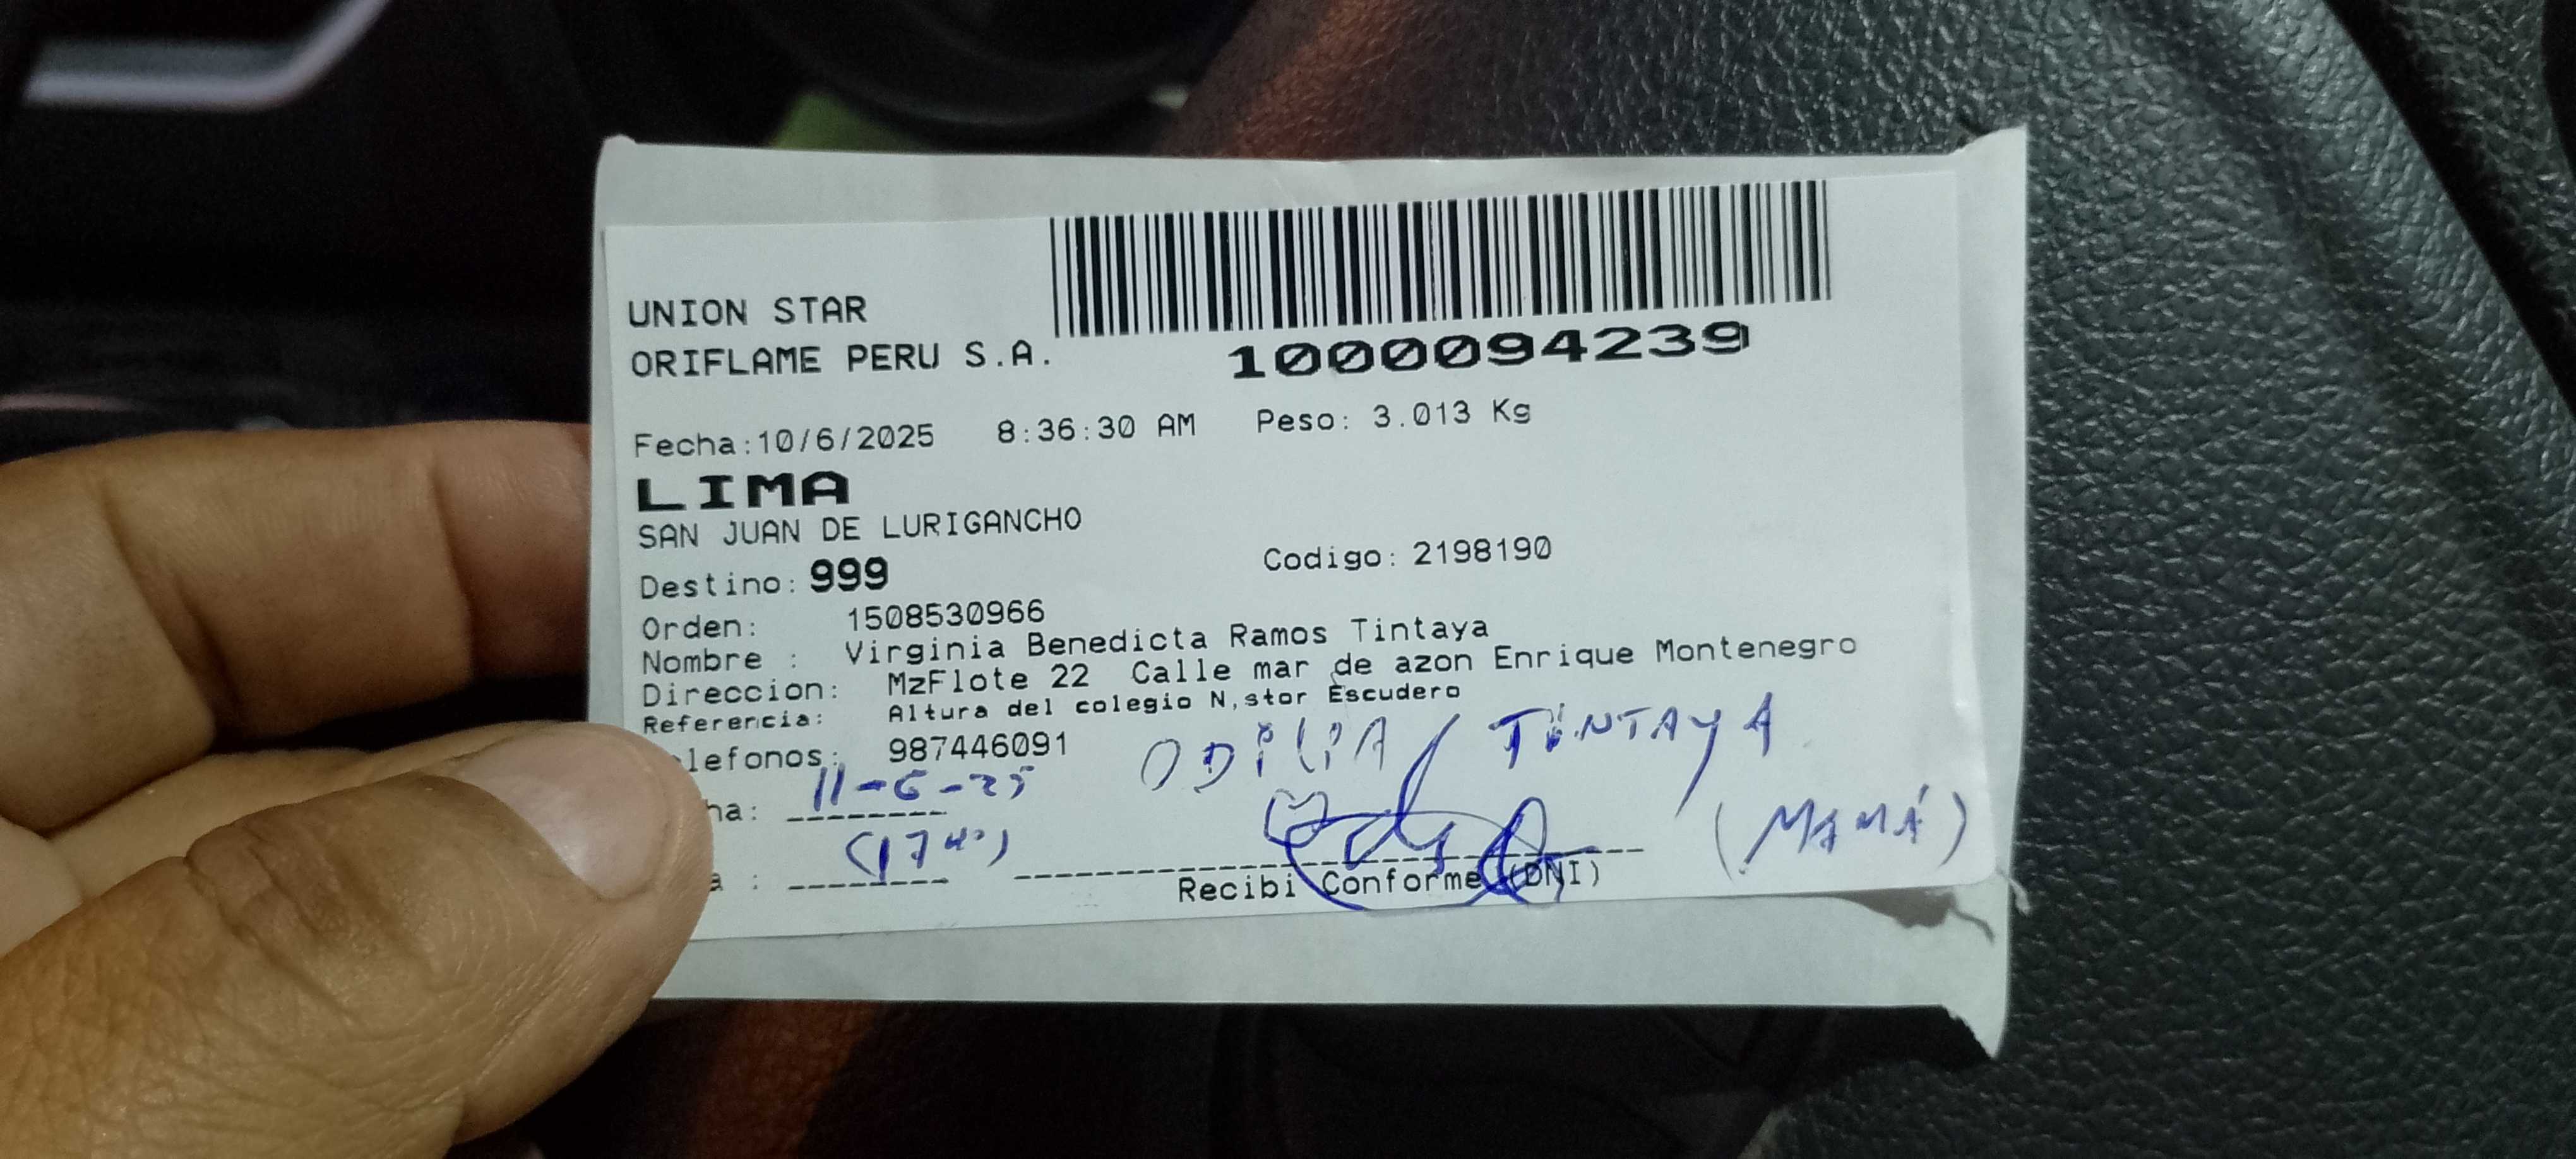 UNION STAR
ORIFLAME PERU S.A.
1000094239
Fecha:10/6/2025 8:36:30 AM Peso: 3.013 Kg
LIMA
SAN JUAN DE LURIGANCHO
Destino: 999 Codigo: 2198190
Orden: 1508530966
Nombre : Virginia Benedicta Ramos Tintaya
Direccion: MzFlote 22 Calle mar de azon Enrique Montenegro
Referencia: Altura del colegio N,stor Escudero
lefonos: 987446091
ODILIA TINTAYA
ha: 11-6-25
(MAMÁ)
a :
Recibi Conforme (DNI)